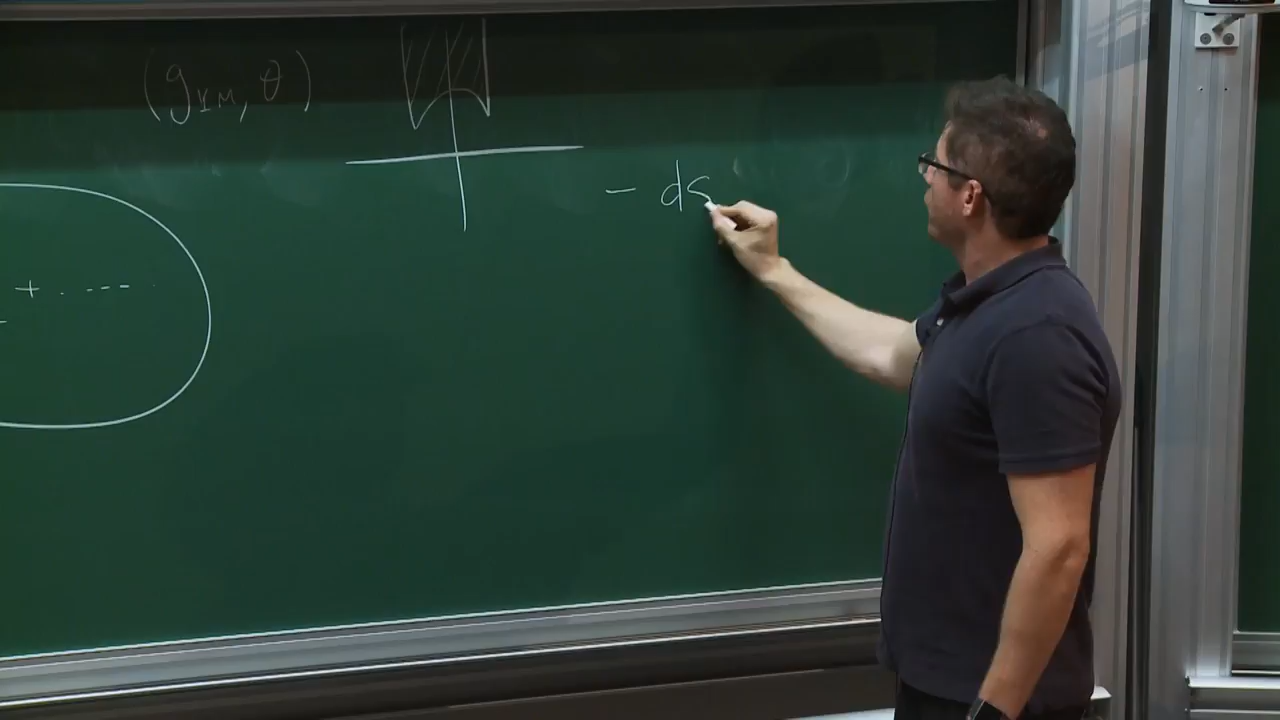 (g_YM, θ)
+ . - - -
- ds